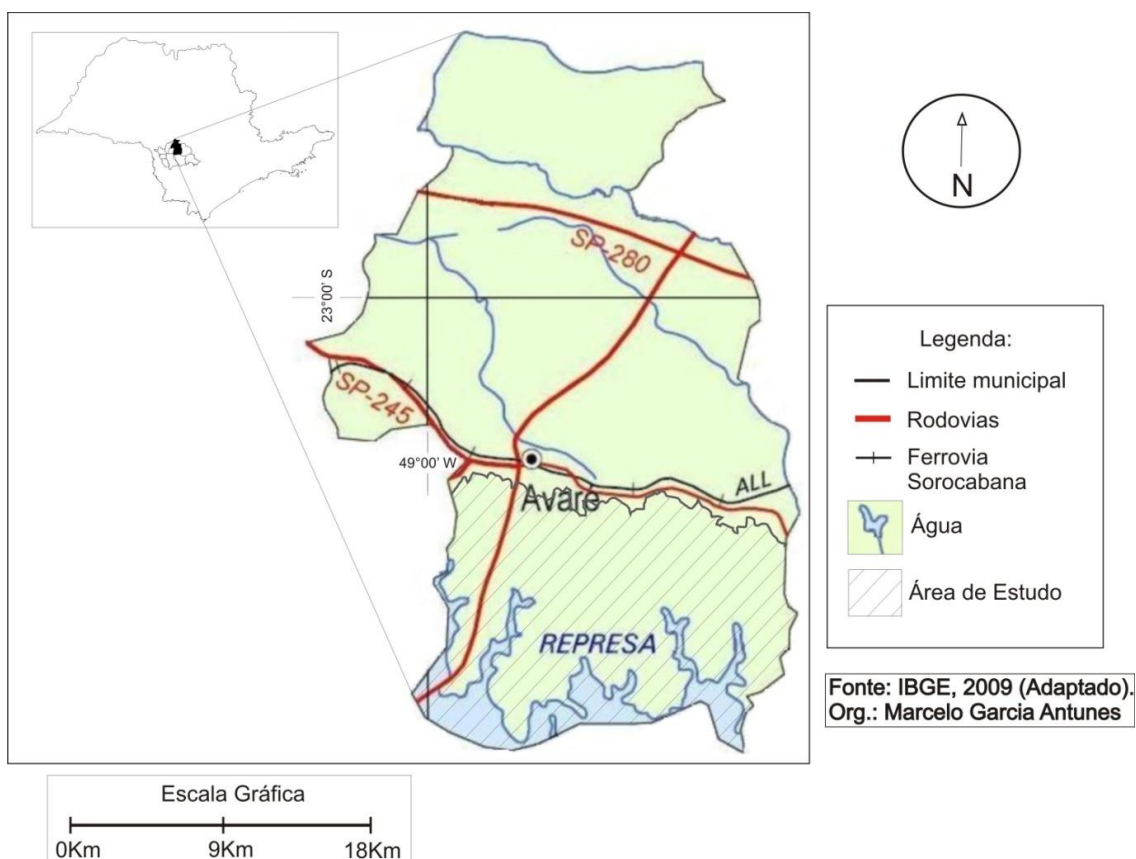 SP-280
23°00' S
SP-245
49°00' W
ALL
Avaré
REPRESA
N
Legenda:
Limite municipal
Rodovias
Ferrovia
Sorocabana
Água
Área de Estudo
Fonte: IBGE, 2009 (Adaptado).
Org.: Marcelo Garcia Antunes
Escala Gráfica
0Km 9Km 18Km